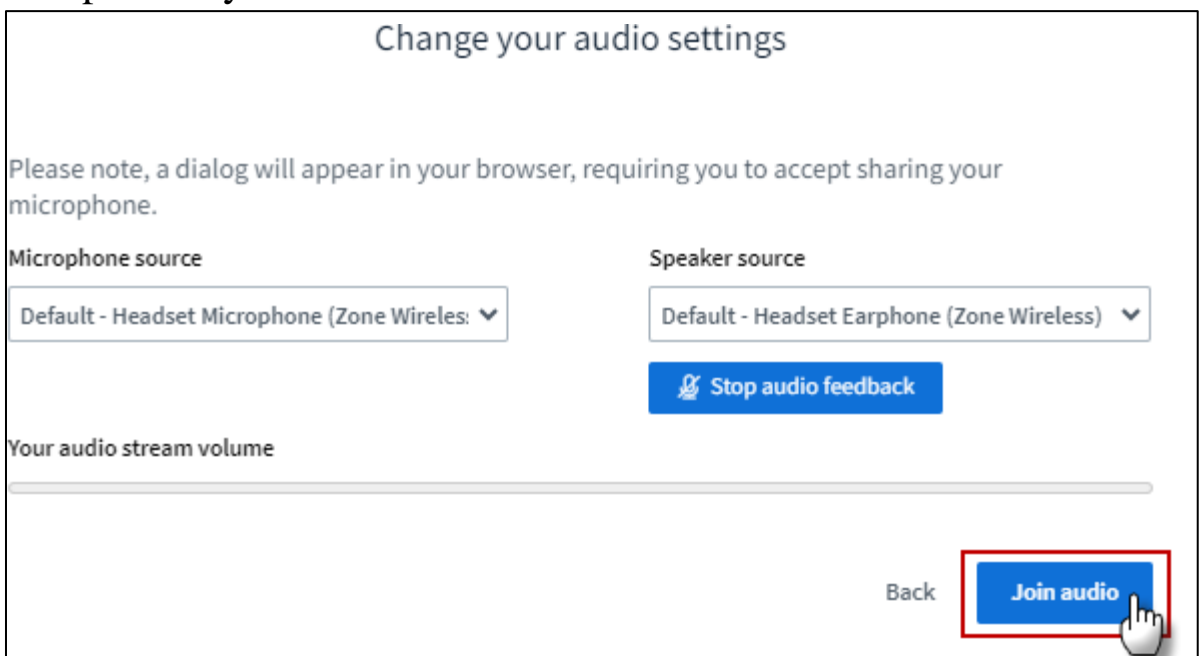 Change your audio settings
Please note, a dialog will appear in your browser, requiring you to accept sharing your
microphone.
Microphone source
Speaker source
Default - Headset Microphone (Zone Wireles
Default - Headset Earphone (Zone Wireless)
Stop audio feedback
Your audio stream volume
Back
Join audio